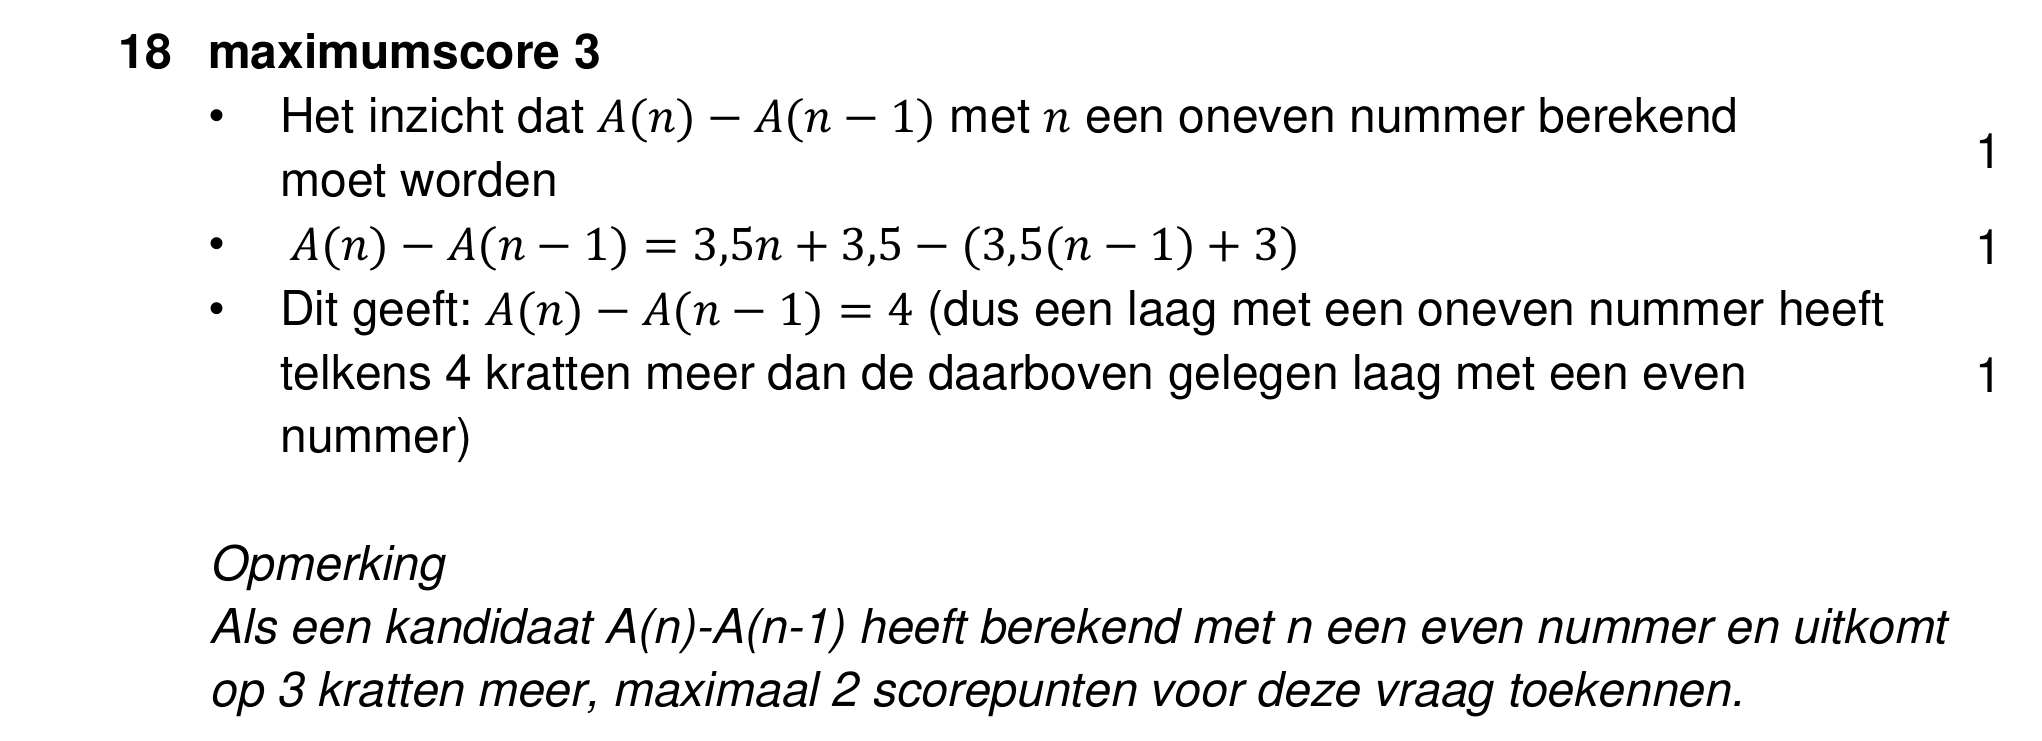 18 maximumscore 3
• Het inzicht dat A(n) − A(n − 1) met n een oneven nummer berekend
moet worden 1
• A(n) − A(n − 1) = 3,5n + 3,5 − (3,5(n − 1) + 3) 1
• Dit geeft: A(n) − A(n − 1) = 4 (dus een laag met een oneven nummer heeft
telkens 4 kratten meer dan de daarboven gelegen laag met een even 1
nummer)
Opmerking
Als een kandidaat A(n)-A(n-1) heeft berekend met n een even nummer en uitkomt
op 3 kratten meer, maximaal 2 scorepunten voor deze vraag toekennen.